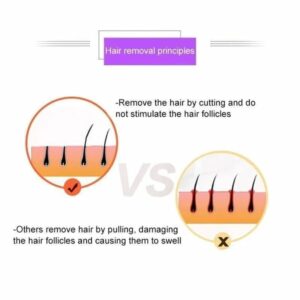 Hair removal principles
-Remove the hair by cutting and do
not stimulate the hair follicles
VS
-Others remove hair by pulling, damaging
the hair follicles and causing them to swell